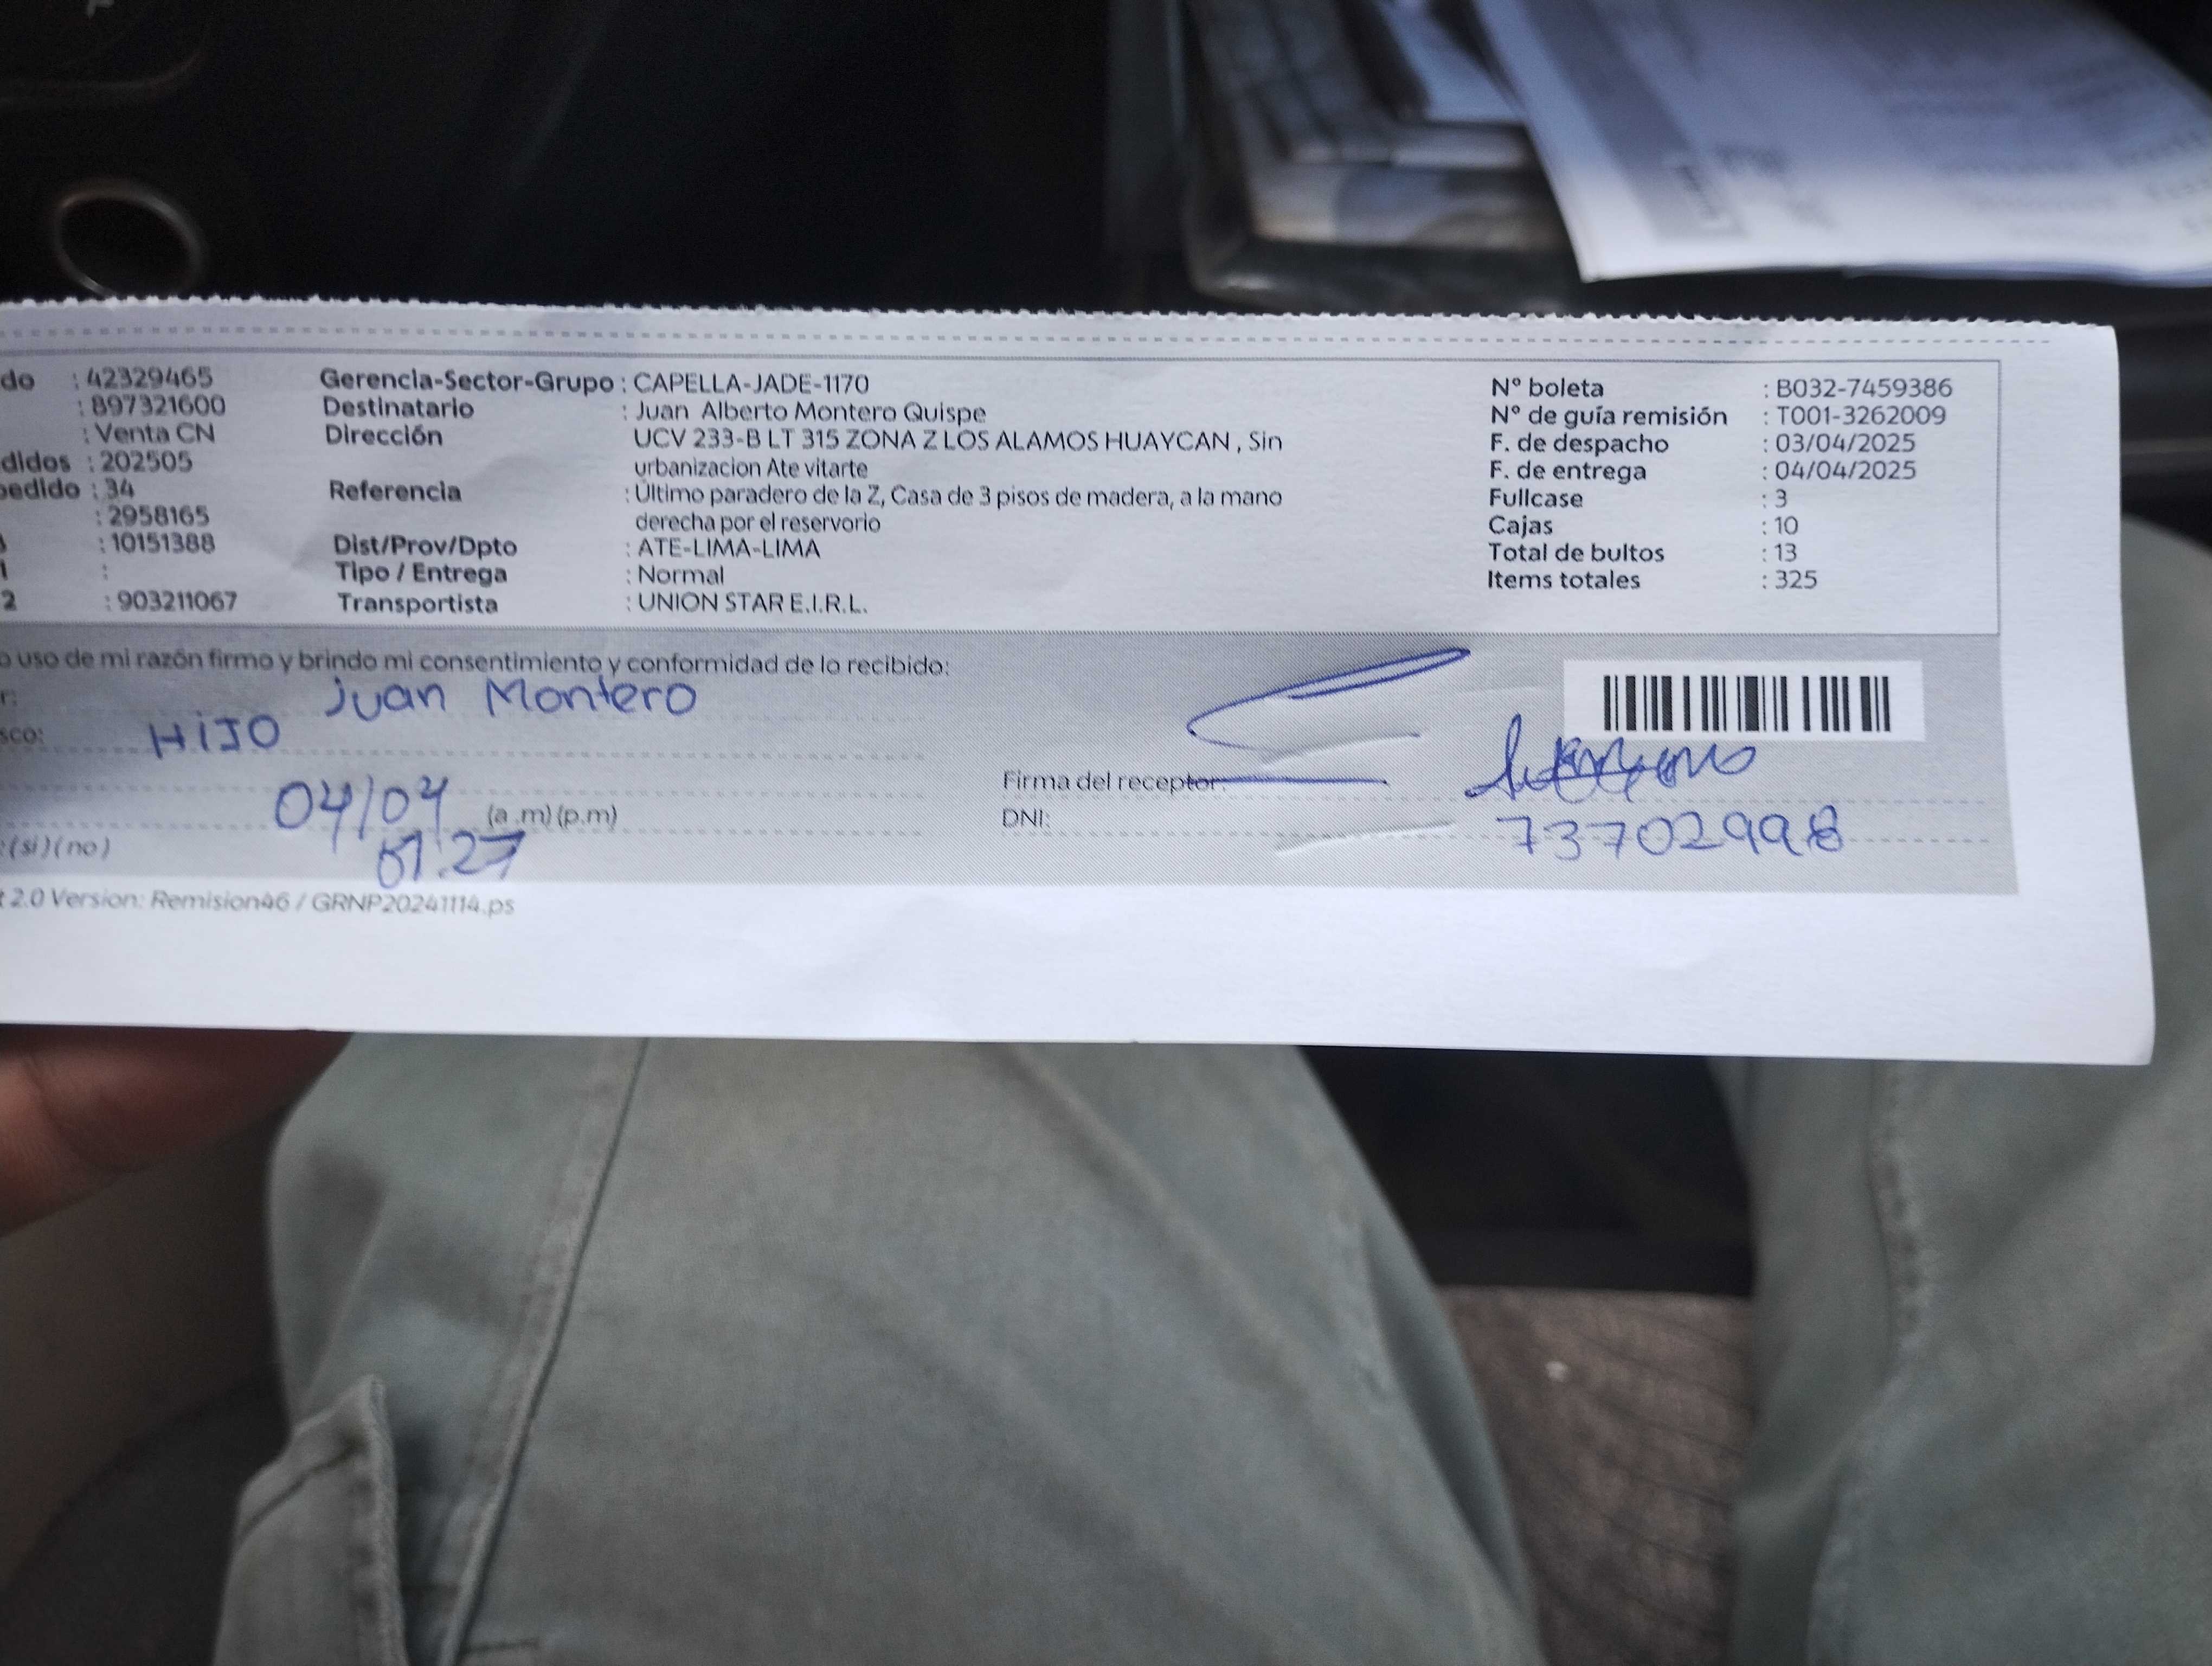 do : 42329465 Gerencia-Sector-Grupo : CAPELLA-JADE-1170 N° boleta : B032-7459386
: 897321600 Destinatario : Juan Alberto Montero Quispe N° de guía remisión : T001-3262009
: Venta CN Dirección UCV 233-B LT 315 ZONA Z LOS ALAMOS HUAYCAN , Sin F. de despacho : 03/04/2025
didos : 202505 urbanizacion Ate vitarte F. de entrega : 04/04/2025
pedido : 34 Referencia : Último paradero de la Z, Casa de 3 pisos de madera, a la mano Fullcase : 3
: 2958165 derecha por el reservorio Cajas : 10
: 10151388 Dist/Prov/Dpto : ATE-LIMA-LIMA Total de bultos : 13
1 : Tipo / Entrega : Normal Items totales : 325
2 : 903211067 Transportista : UNION STAR E.I.R.L.
o uso de mi razón firmo y brindo mi consentimiento y conformidad de lo recibido:
r: Juan Montero
sco: HIJO
Firma del receptor:
04/04 (a.m) (p.m) DNI: 73702998
: (si) (no) 01:27
t 2.0 Version: Remision46 / GRNP20241114.ps